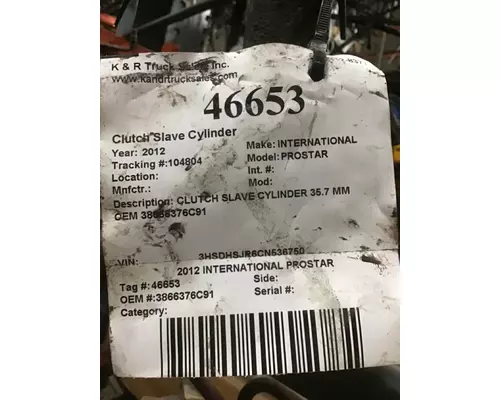 K & R Truck Sales Inc.
www.kandrtrucksales.com
46653
Clutch Slave Cylinder
Year: 2012
Make: INTERNATIONAL
Tracking #:104804
Model: PROSTAR
Location:
Int. #:
Mnfctr.:
Mod:
Description: CLUTCH SLAVE CYLINDER 35.7 MM
OEM 38666376C91
VIN:
3HSDHSJR6CN536750
2012 INTERNATIONAL PROSTAR
Tag #:46653
Side:
OEM #:3866376C91
Serial #:
Category: